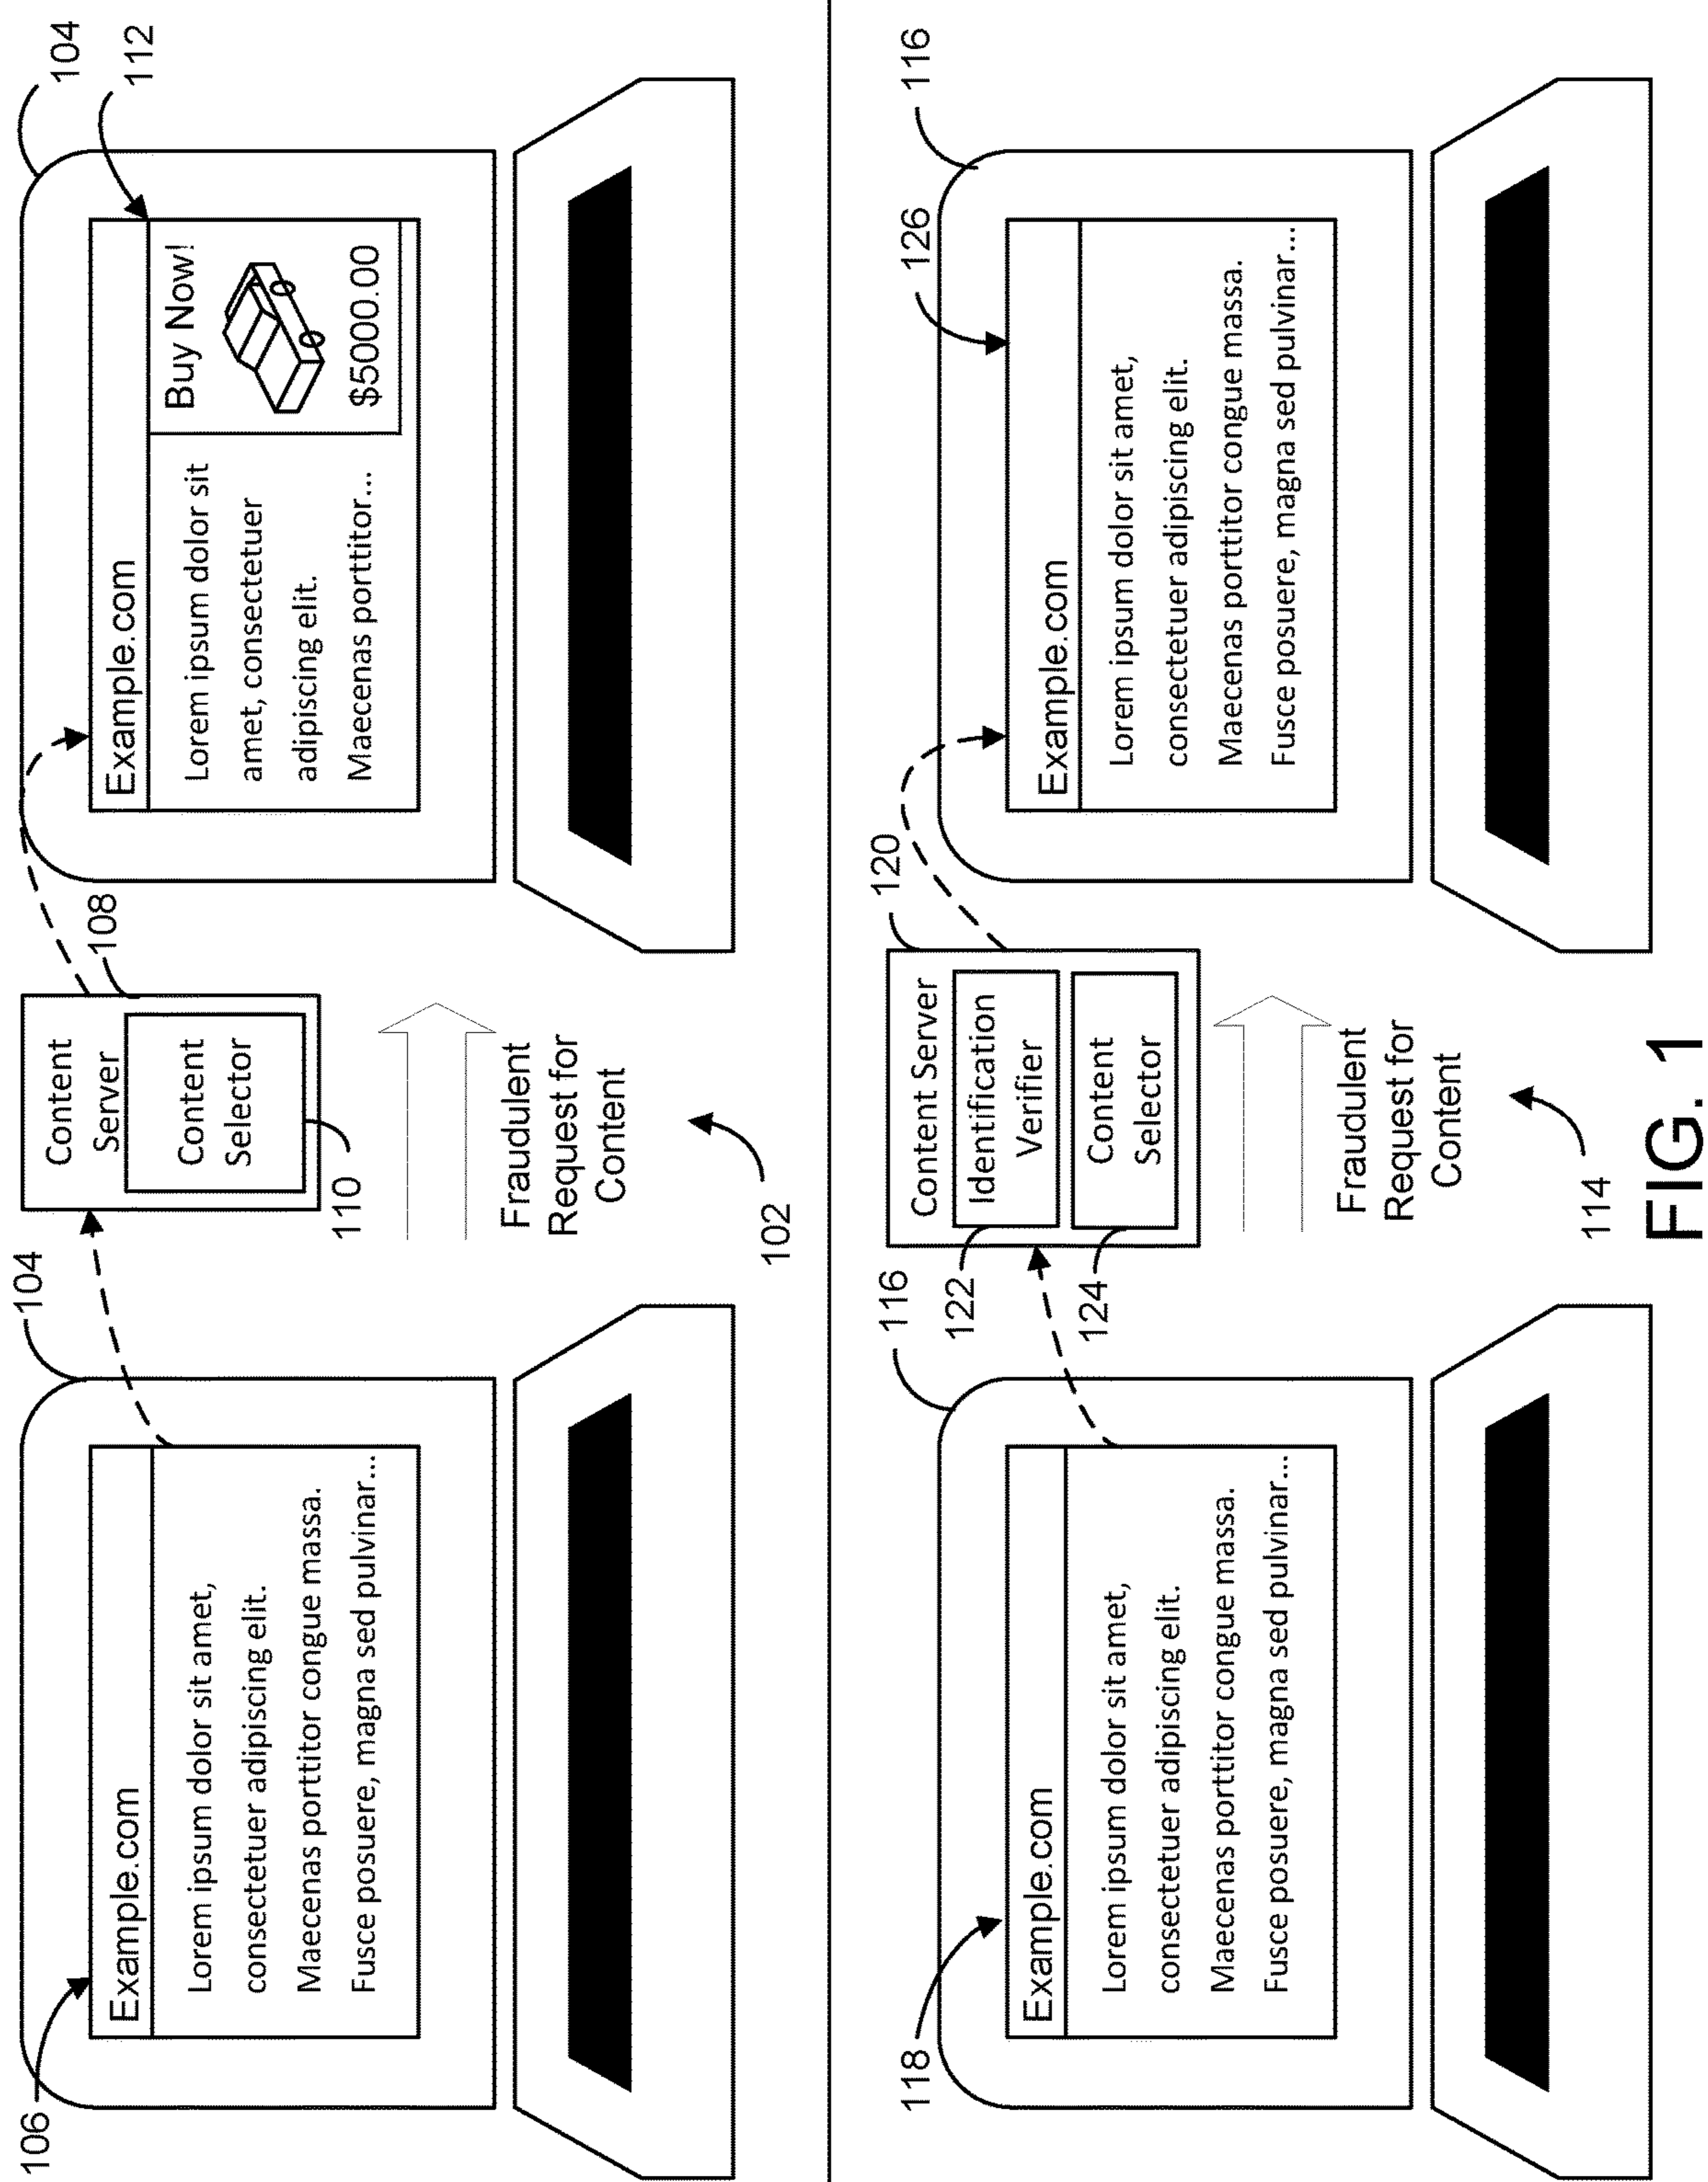 106
104
Example.com
Lorem ipsum dolor sit amet,
consectetuer adipiscing elit.
Maecenas porttitor congue massa.
Fusce posuere, magna sed pulvinar...
Content
Server
108
Content
Selector
110
Fraudulent
Request for
Content
102
104
112
Example.com
Lorem ipsum dolor sit
amet, consectetuer
adipiscing elit.
Maecenas porttitor...
Buy Now!
$5000.00
118
116
Example.com
Lorem ipsum dolor sit amet,
consectetuer adipiscing elit.
Maecenas porttitor congue massa.
Fusce posuere, magna sed pulvinar...
120
Content Server
Identification
Verifier
122
Content
Selector
124
Fraudulent
Request for
Content
114
126
116
Example.com
Lorem ipsum dolor sit amet,
consectetuer adipiscing elit.
Maecenas porttitor congue massa.
Fusce posuere, magna sed pulvinar...
FIG. 1